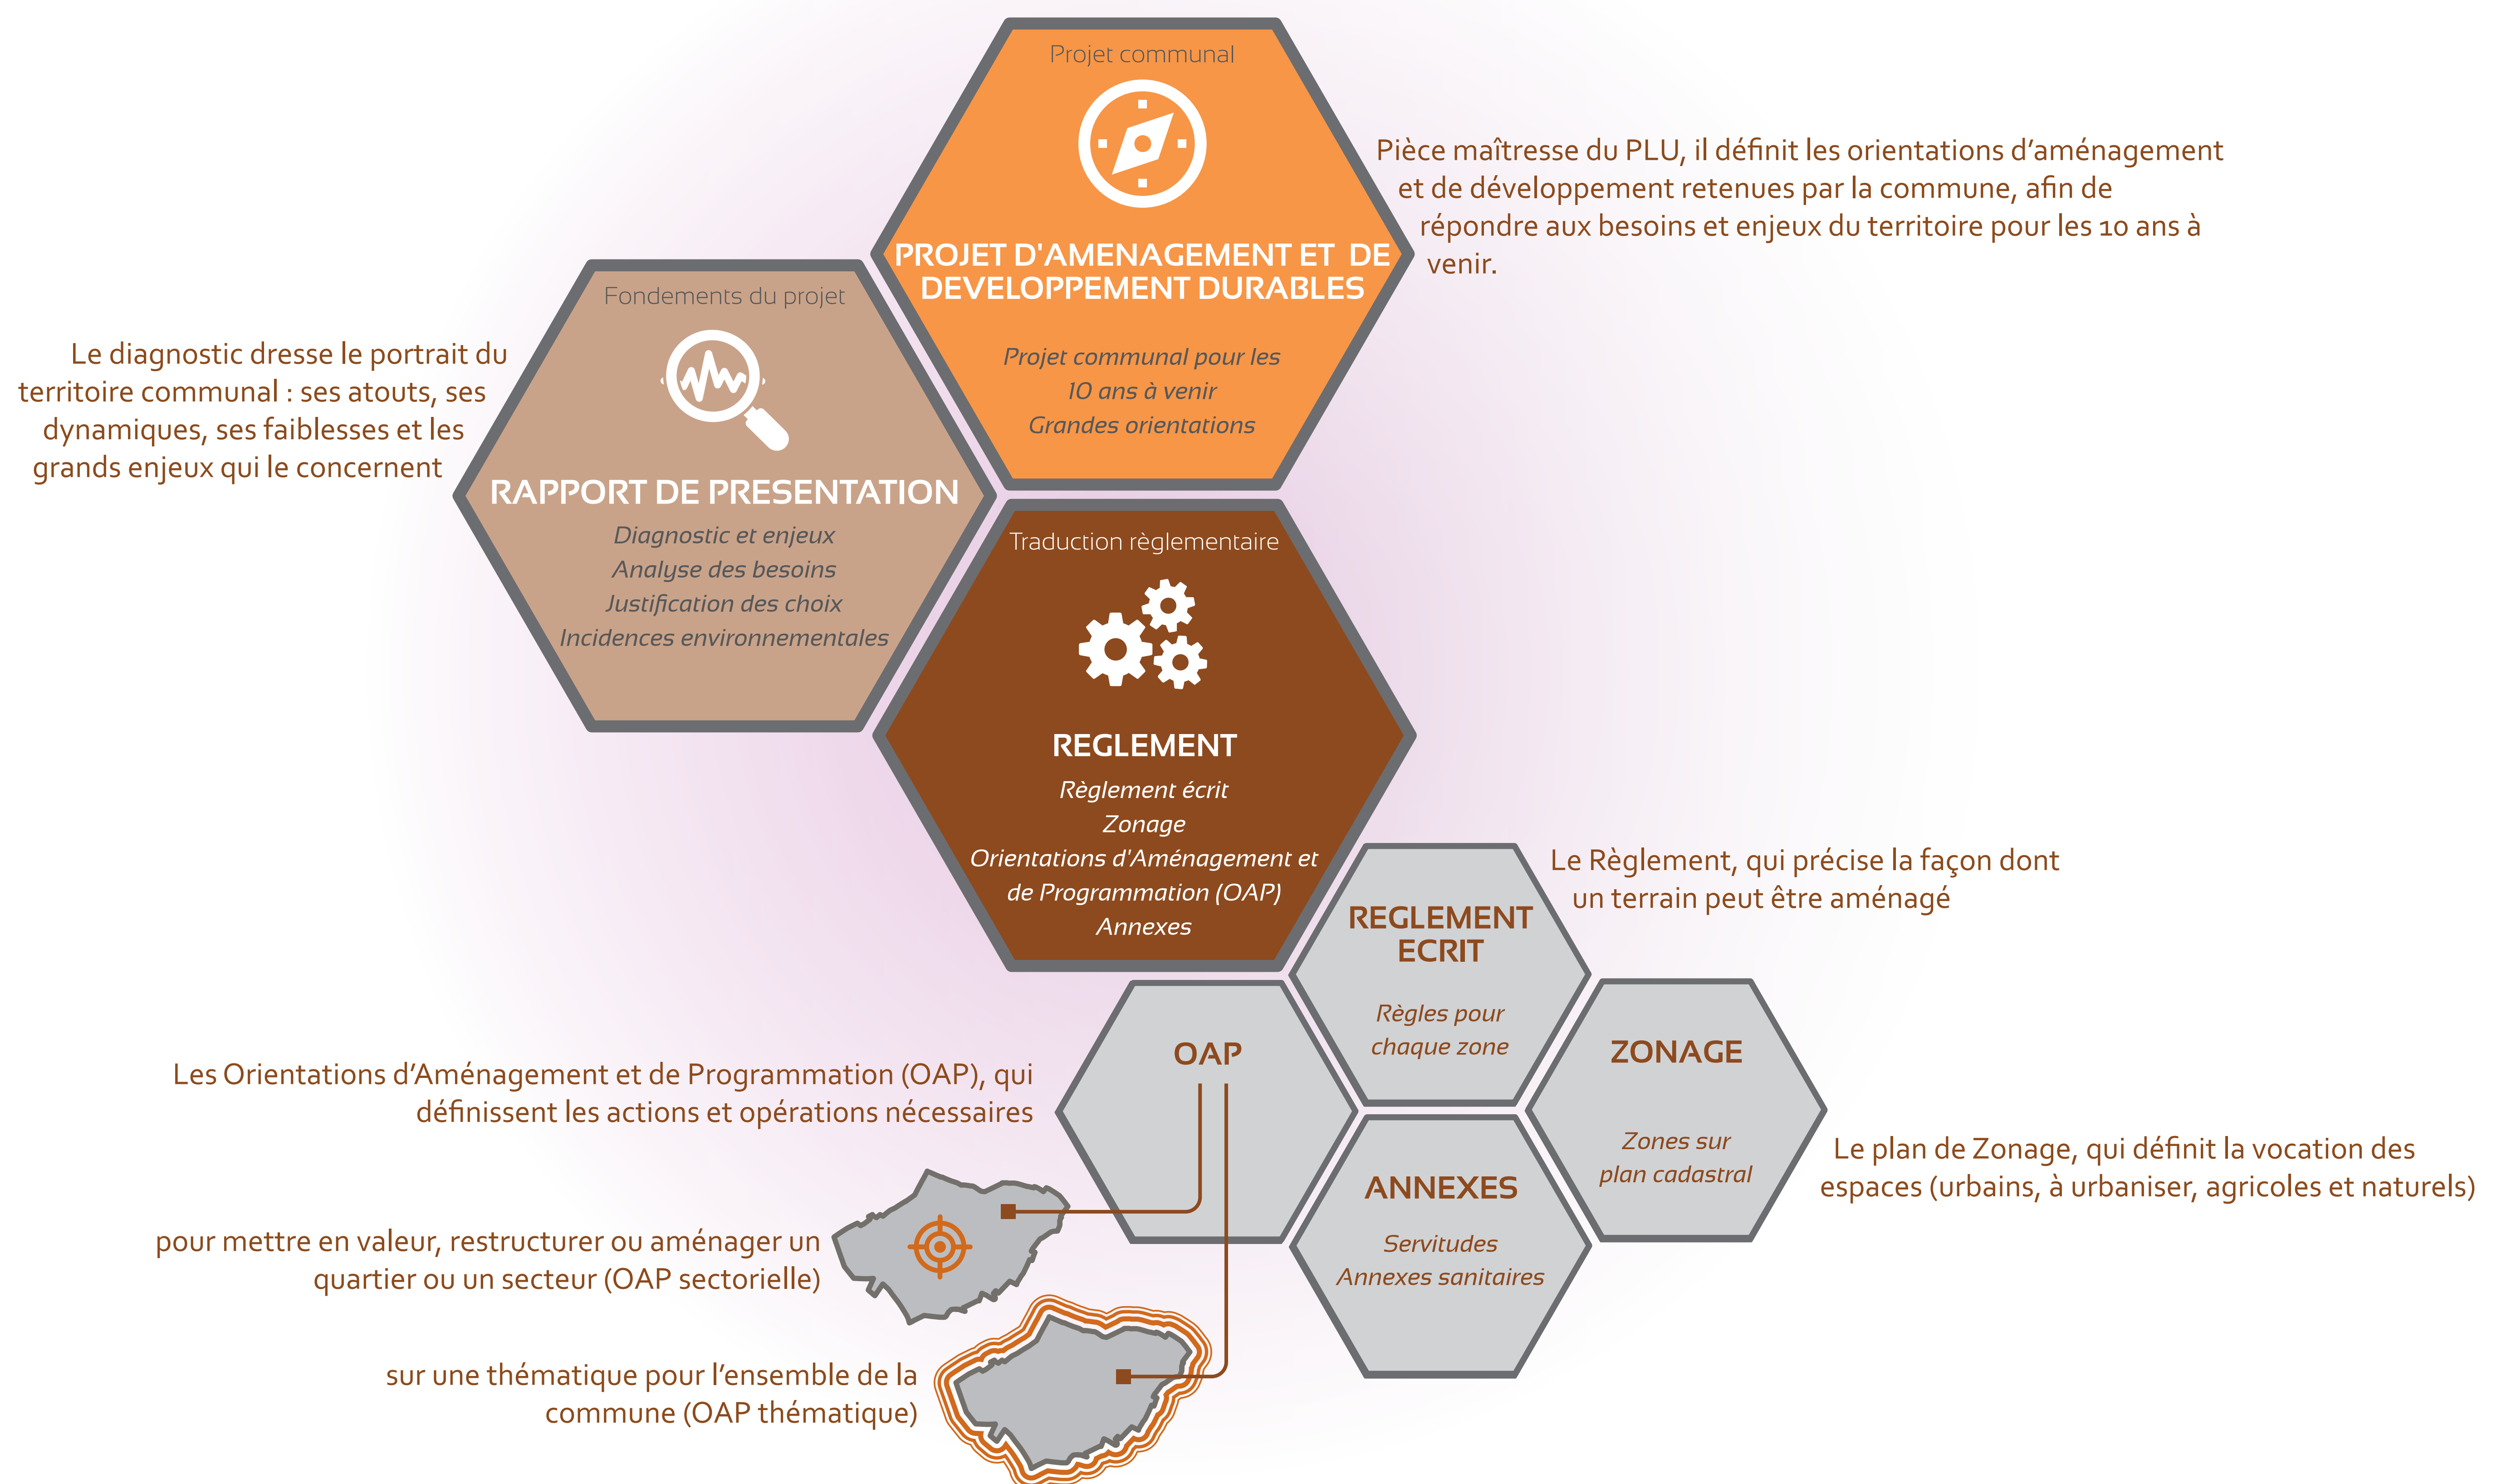 Projet communal
PROJET D'AMENAGEMENT ET DE
DEVELOPPEMENT DURABLES
Projet communal pour les
10 ans à venir
Grandes orientations
Pièce maîtresse du PLU, il définit les orientations d’aménagement
et de développement retenues par la commune, afin de
répondre aux besoins et enjeux du territoire pour les 10 ans à
venir.
Fondements du projet
RAPPORT DE PRESENTATION
Diagnostic et enjeux
Analyse des besoins
Justification des choix
Incidences environnementales
Le diagnostic dresse le portrait du
territoire communal : ses atouts, ses
dynamiques, ses faiblesses et les
grands enjeux qui le concernent
Traduction règlementaire
REGLEMENT
Règlement écrit
Zonage
Orientations d'Aménagement et
de Programmation (OAP)
Annexes
REGLEMENT
ECRIT
Règles pour
chaque zone
Le Règlement, qui précise la façon dont
un terrain peut être aménagé
ZONAGE
Zones sur
plan cadastral
Le plan de Zonage, qui définit la vocation des
espaces (urbains, à urbaniser, agricoles et naturels)
OAP
Les Orientations d’Aménagement et de Programmation (OAP), qui
définissent les actions et opérations nécessaires
ANNEXES
Servitudes
Annexes sanitaires
pour mettre en valeur, restructurer ou aménager un
quartier ou un secteur (OAP sectorielle)
sur une thématique pour l’ensemble de la
commune (OAP thématique)